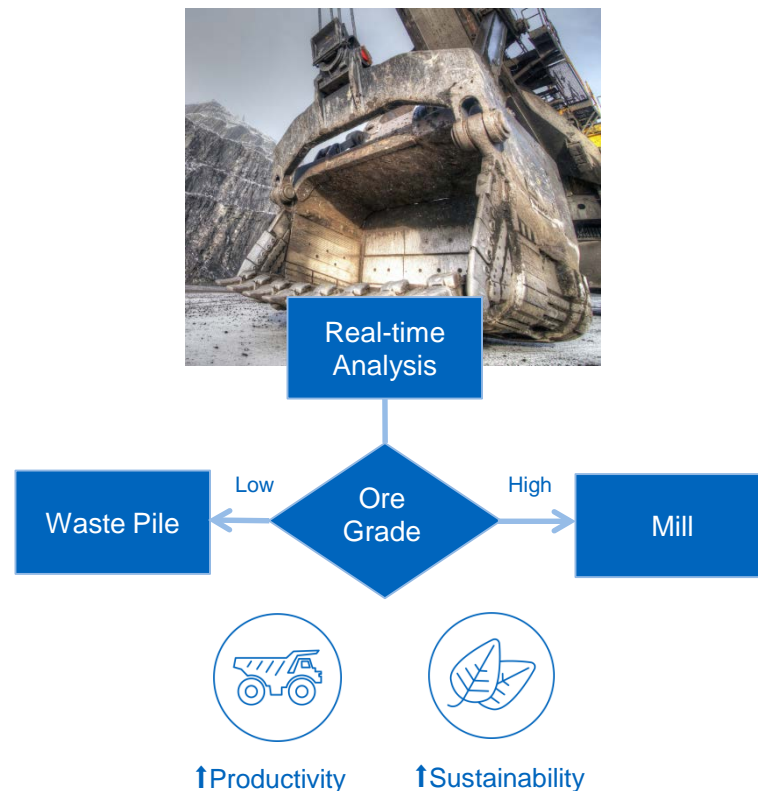 Real-time
Analysis
Low
High
Waste Pile
Ore
Grade
Mill
⬆Productivity
⬆Sustainability